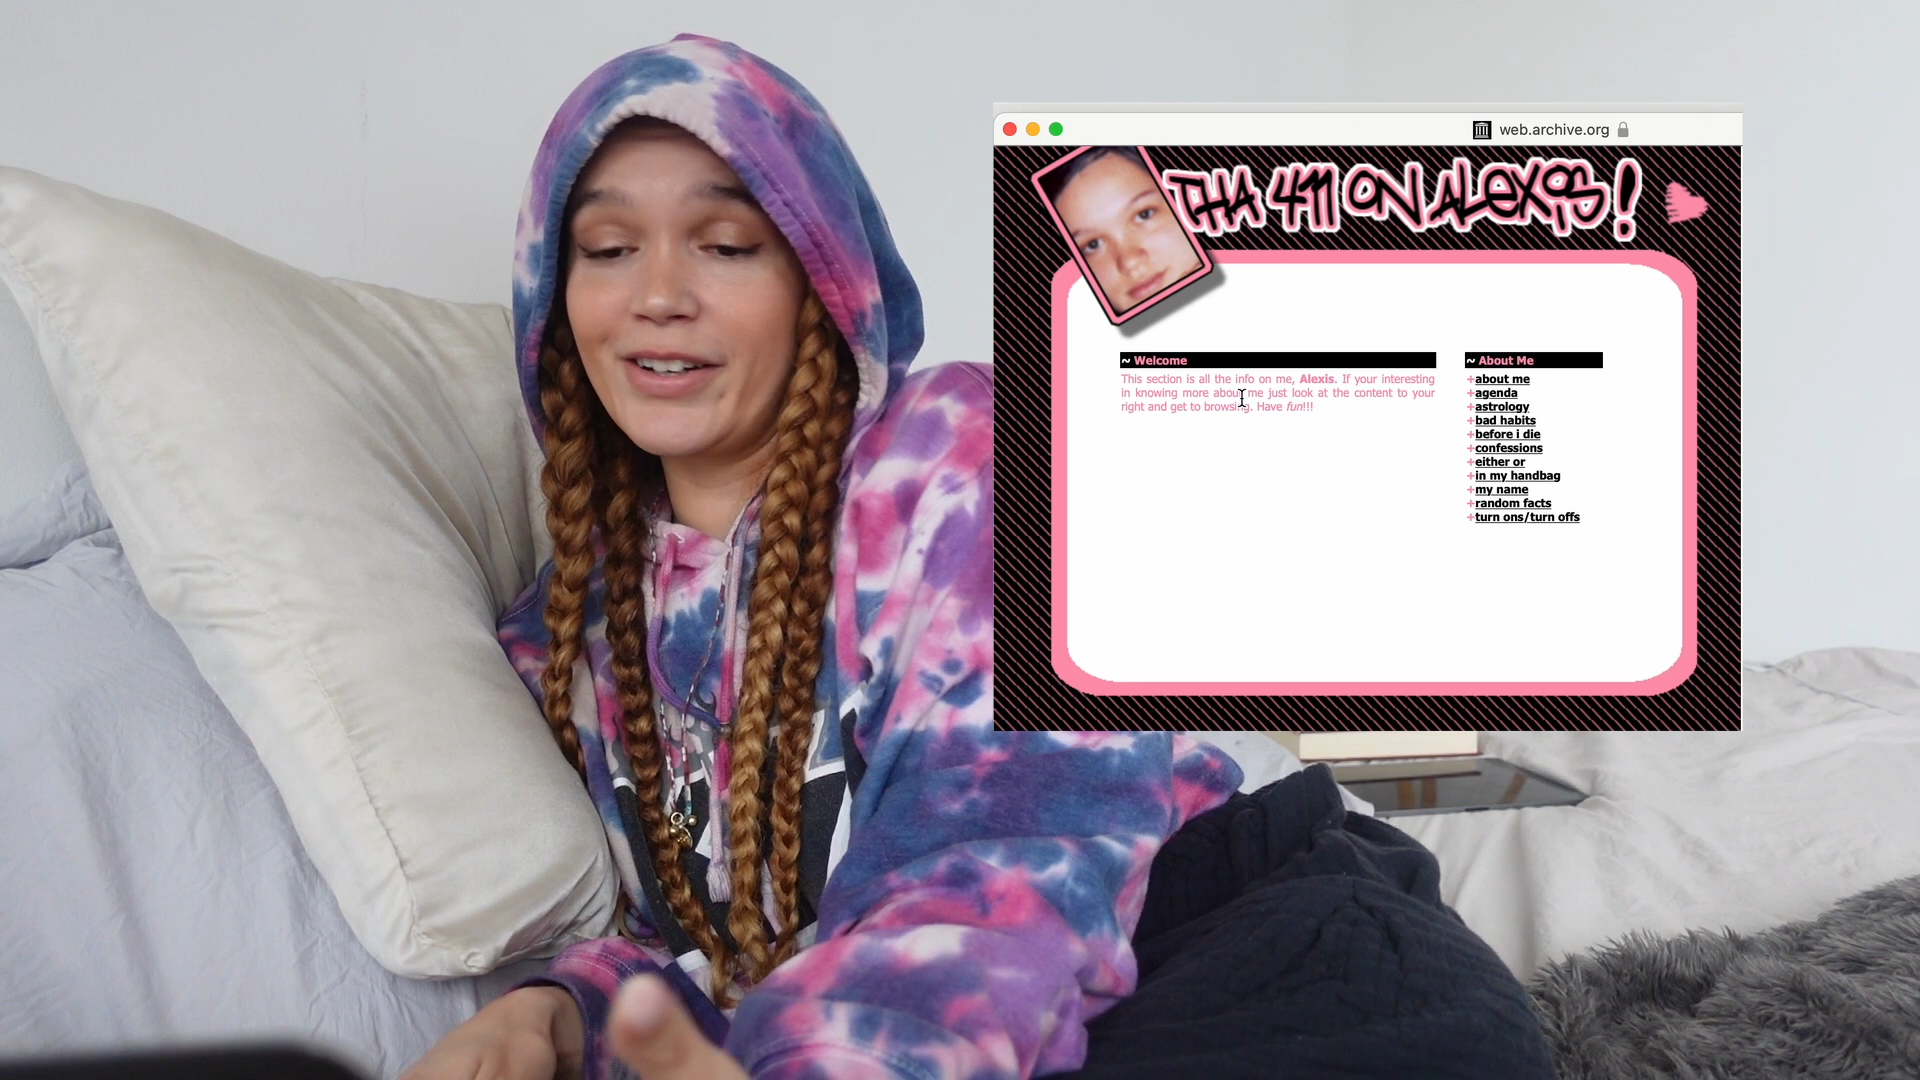 web.archive.org
THA 411 ON ALEXIS!
~ Welcome
This section is all the info on me, Alexis. If your interesting
in knowing more about me just look at the content to your
right and get to browsing. Have fun!!!
~ About Me
+about me
+agenda
+astrology
+bad habits
+before i die
+confessions
+either or
+in my handbag
+my name
+random facts
+turn ons/turn offs